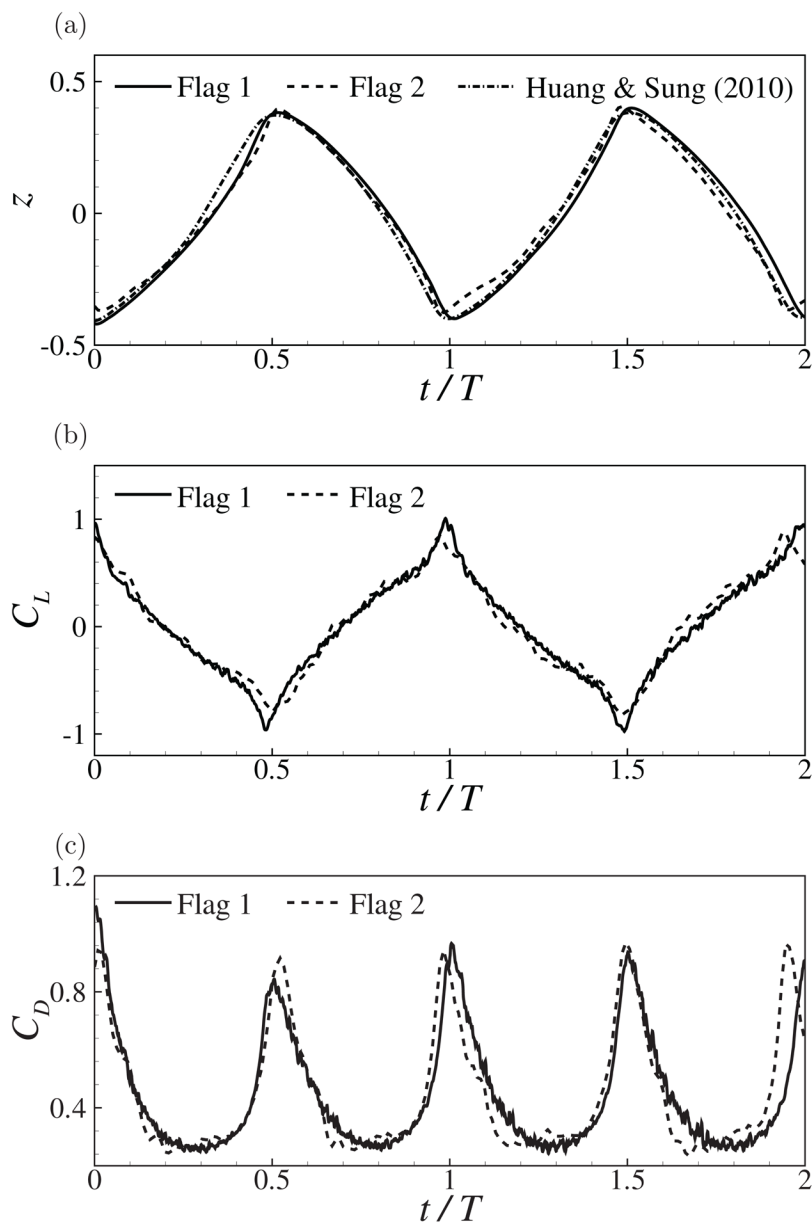 (a)
0.5
Flag 1 Flag 2 Huang & Sung (2010)
z
0
-0.5
0 0.5 1 1.5 2
t / T
(b)
Flag 1 Flag 2
1
C_L
0
-1
0 0.5 1 1.5 2
t / T
(c)
1.2
Flag 1 Flag 2
0.8
C_D
0.4
0 0.5 1 1.5 2
t / T